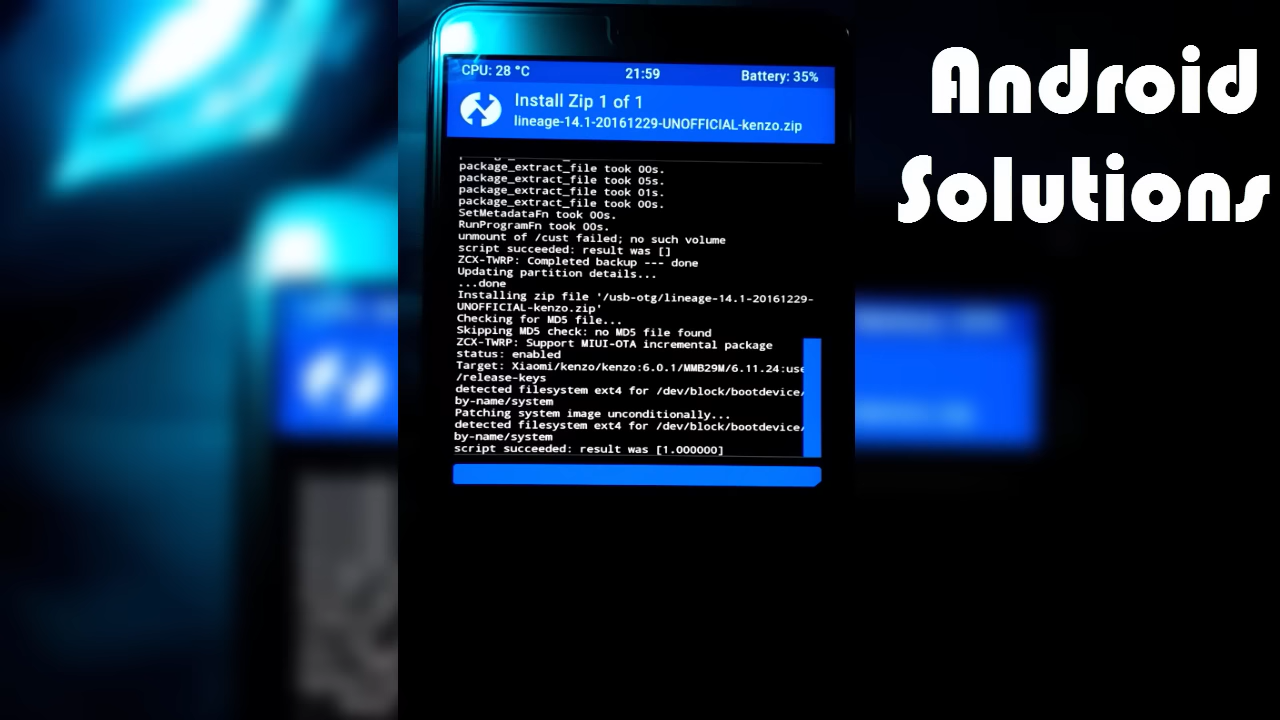 CPU: 28 °C 21:59 Battery: 35%
Install Zip 1 of 1
lineage-14.1-20161229-UNOFFICIAL-kenzo.zip
package_extract_file took 00s.
package_extract_file took 05s.
package_extract_file took 01s.
package_extract_file took 00s.
SetMetadataFn took 00s.
RunProgramFn took 00s.
unmount of /cust failed; no such volume
script succeeded: result was []
ZCX-TWRP: Completed backup --- done
Updating partition details...
...done
Installing zip file '/usb-otg/lineage-14.1-20161229-
UNOFFICIAL-kenzo.zip'
Checking for MD5 file...
Skipping MD5 check: no MD5 file found
ZCX-TWRP: Support MIUI-OTA incremental package
status: enabled
Target: Xiaomi/kenzo/kenzo:6.0.1/MMB29M/6.11.24:use
/release-keys
detected filesystem ext4 for /dev/block/bootdevice/
by-name/system
Patching system image unconditionally...
detected filesystem ext4 for /dev/block/bootdevice/
by-name/system
script succeeded: result was [1.000000]
Android
Solutions